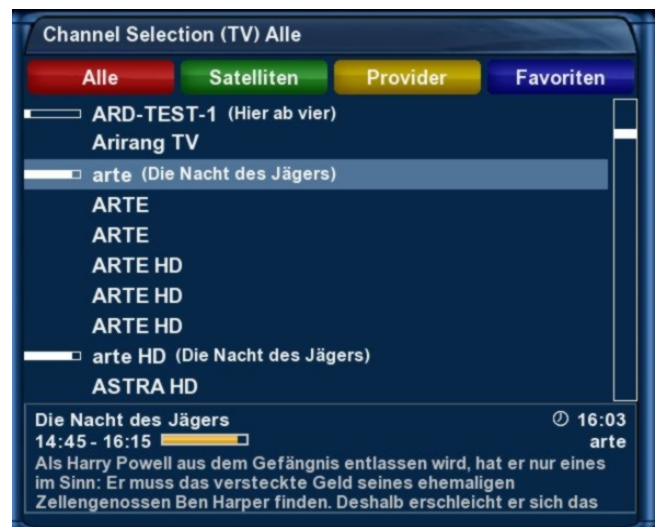 Channel Selection (TV) Alle
Alle Satelliten Provider Favoriten
ARD-TEST-1 (Hier ab vier)
Arirang TV
arte (Die Nacht des Jägers)
ARTE
ARTE
ARTE HD
ARTE HD
ARTE HD
arte HD (Die Nacht des Jägers)
ASTRA HD
Die Nacht des Jägers 16:03
14:45 - 16:15 arte
Als Harry Powell aus dem Gefängnis entlassen wird, hat er nur eines
im Sinn: Er muss das versteckte Geld seines ehemaligen
Zellengenossen Ben Harper finden. Deshalb erschleicht er sich das